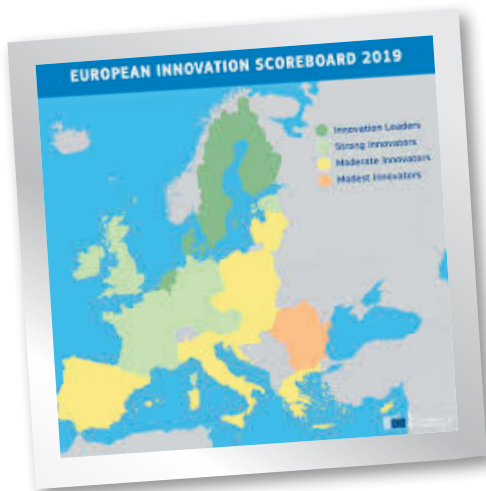 EUROPEAN INNOVATION SCOREBOARD 2019
Innovation Leaders
Strong Innovators
Moderate Innovators
Modest Innovators